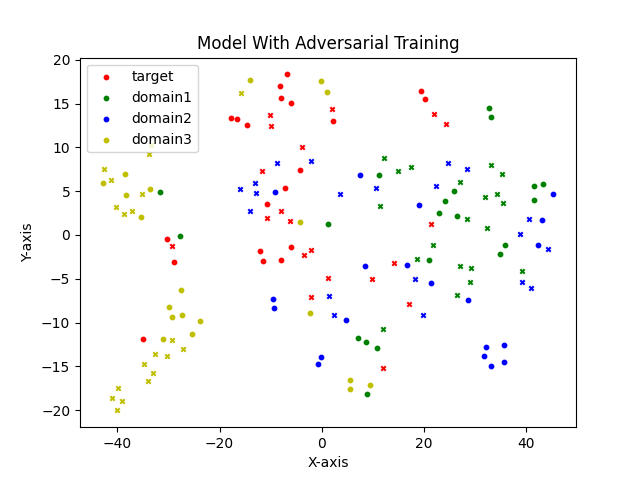 Model With Adversarial Training
target
domain1
domain2
domain3
Y-axis
20
15
10
5
0
−5
−10
−15
−20
−40
−20
0
20
40
X-axis